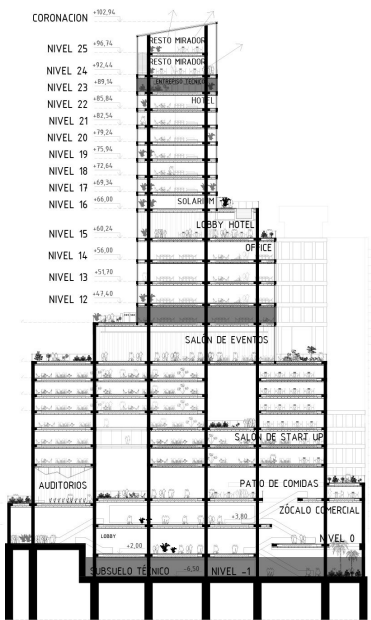 CORONACION +102,94
NIVEL 25 +96,74
RESTO MIRADOR
NIVEL 24 +92,44
RESTO MIRADOR
NIVEL 23 +89,14
ENTREPISO TECNICO
NIVEL 22 +85,84
HOTEL
NIVEL 21 +82,54
NIVEL 20 +79,24
NIVEL 19 +75,94
NIVEL 18 +72,64
NIVEL 17 +69,34
NIVEL 16 +66,00
SOLARIUM
LOBBY HOTEL
NIVEL 15 +60,24
OFFICE
NIVEL 14 +56,00
NIVEL 13 +51,70
NIVEL 12 +47,40
SALÓN DE EVENTOS
SALÓN DE START UP
AUDITORIOS
PATIO DE COMIDAS
ZÓCALO COMERCIAL
+3,80
LOBBY
+2,00
NIVEL 0
SUBSUELO TÉCNICO -6,50 NIVEL -1